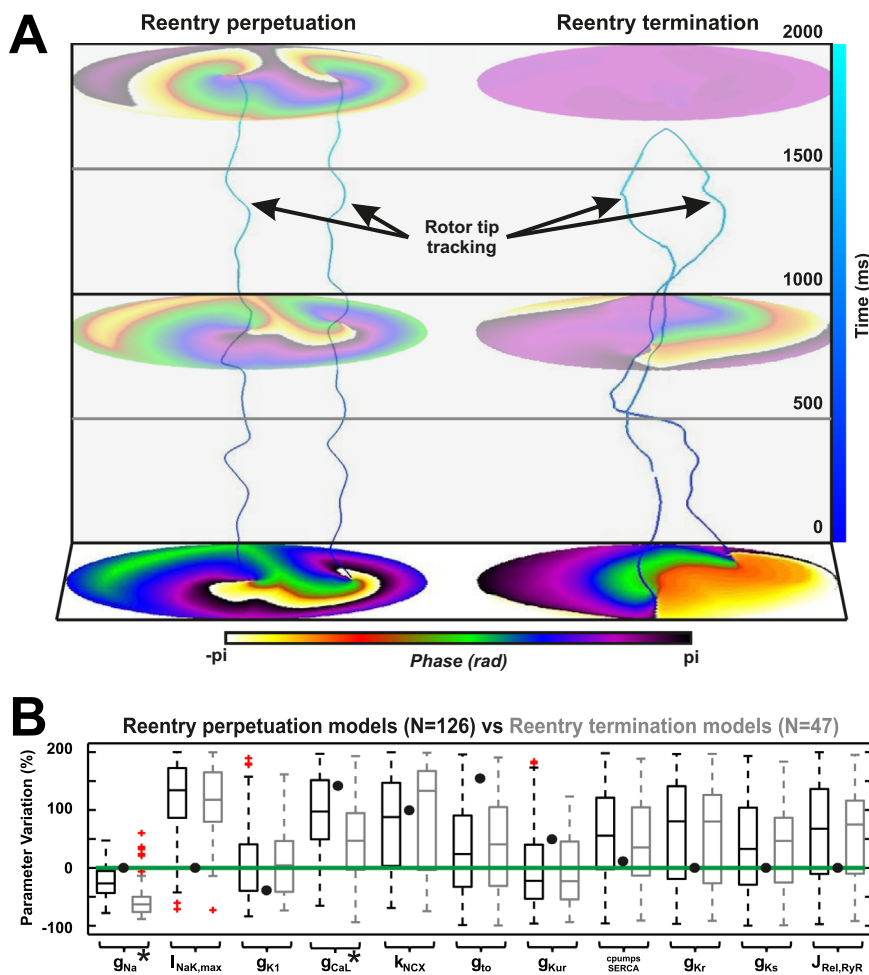 A
Reentry perpetuation
Reentry termination
2000
1500
Rotor tip
tracking
1000
500
0
Time (ms)
-pi
Phase (rad)
pi
B
Reentry perpetuation models (N=126) vs Reentry termination models (N=47)
Parameter Variation (%)
200
100
0
-100
gNa*
INaK,max
gK1
gCaL*
kNCX
gto
gKur
cpumps
SERCA
gKr
gKs
JRel,RyR